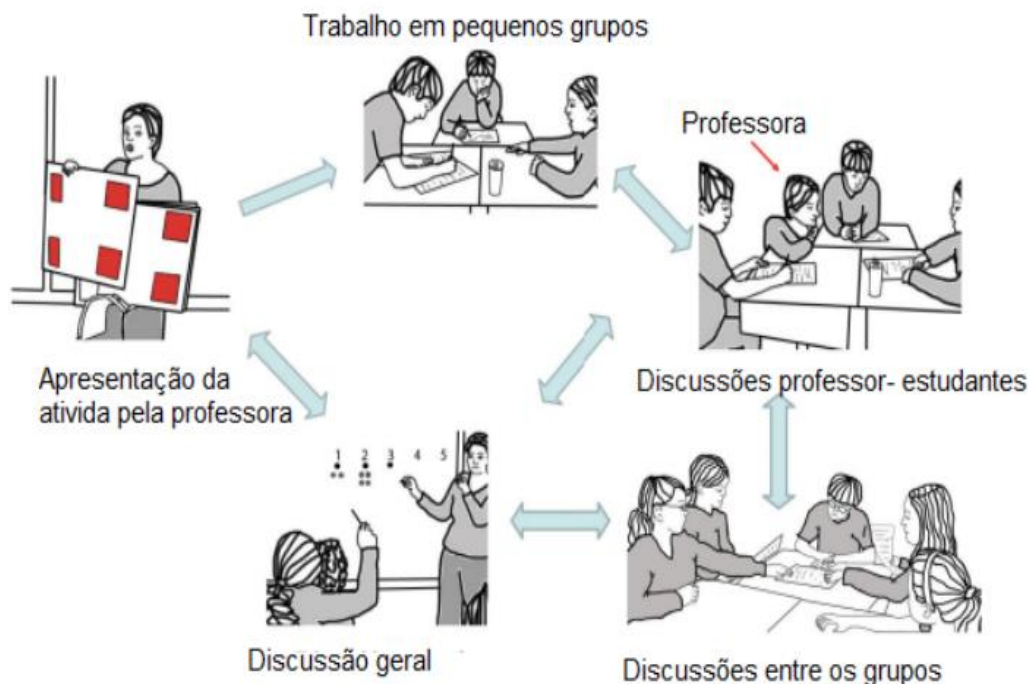 Trabalho em pequenos grupos
Professora
Apresentação da
ativida pela professora
Discussões professor- estudantes
1 2 3 4 5
Discussão geral
Discussões entre os grupos